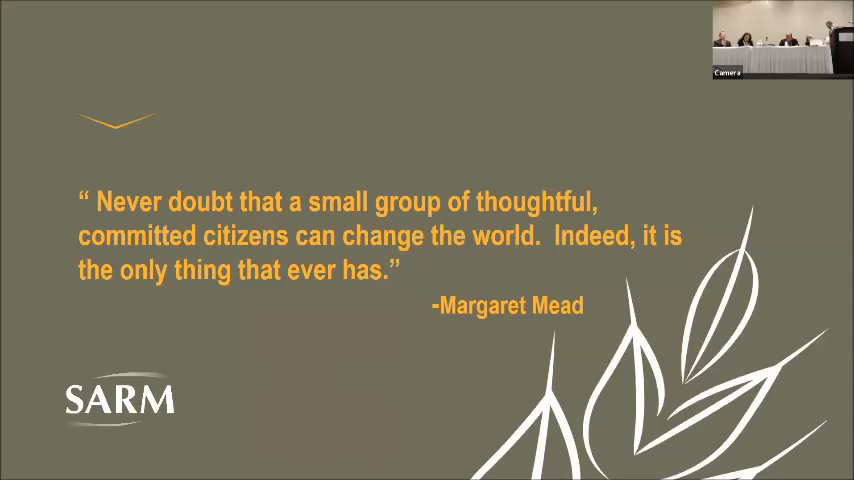 Camera
“ Never doubt that a small group of thoughtful,
committed citizens can change the world.  Indeed, it is
the only thing that ever has.”
-Margaret Mead
SARM